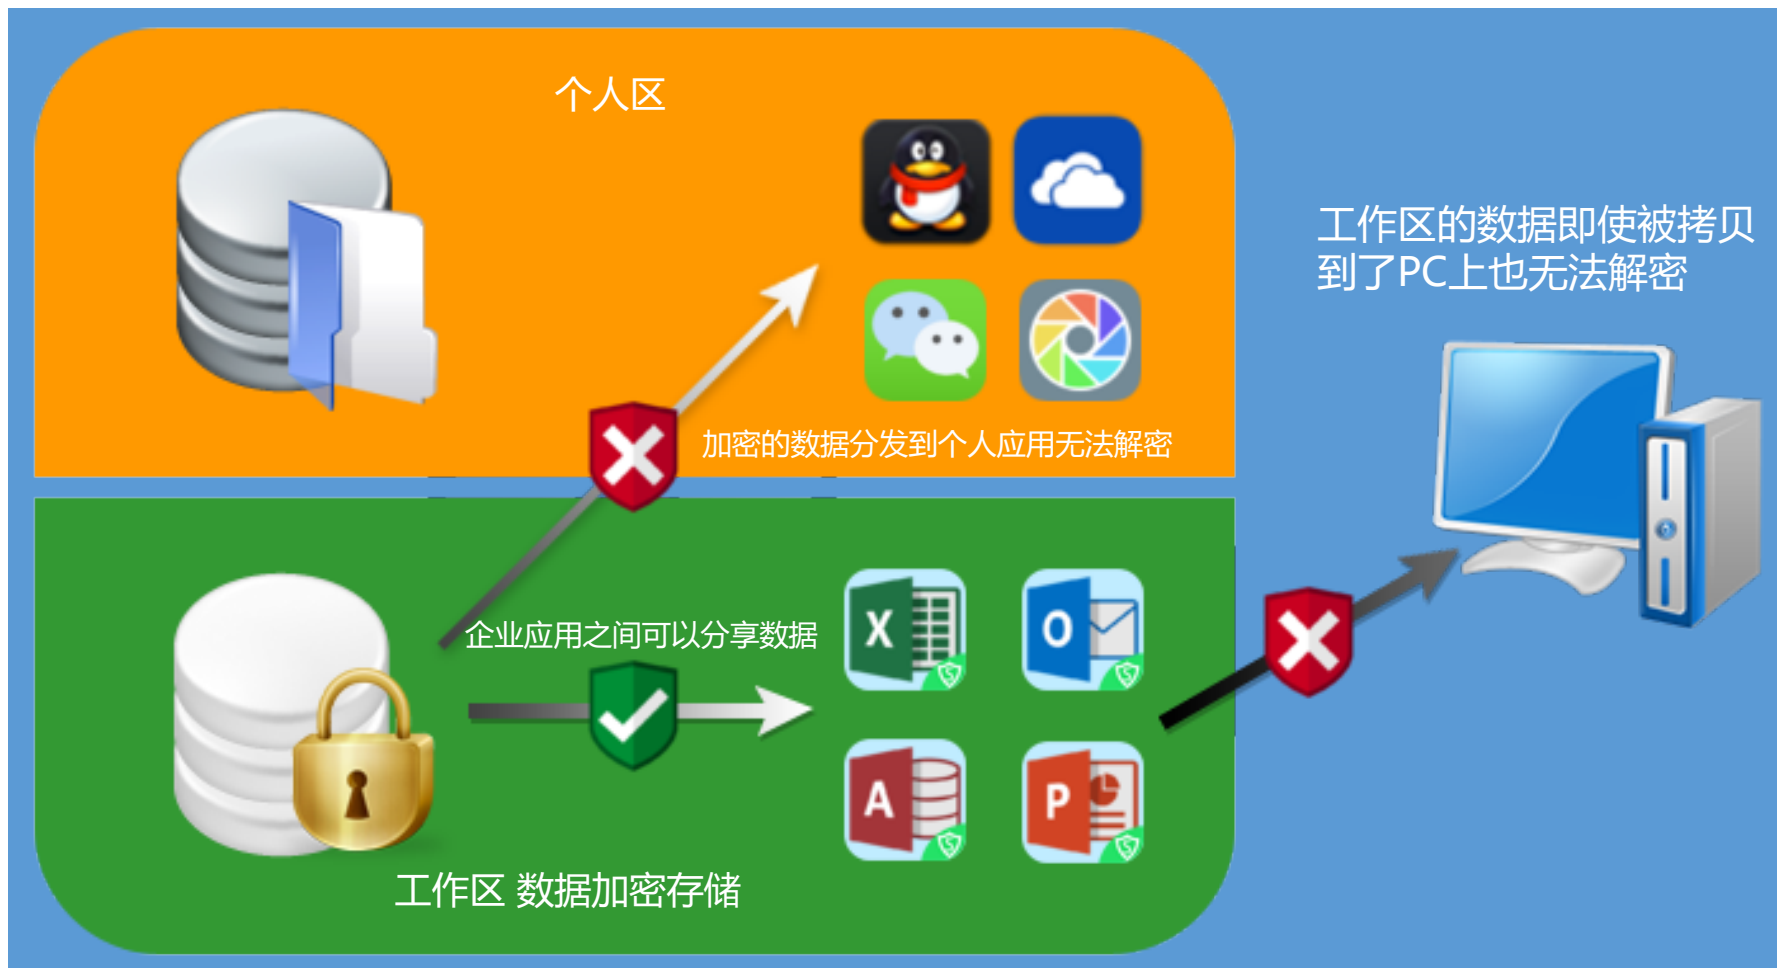 个人区
工作区的数据即使被拷贝
到了PC上也无法解密
加密的数据分发到个人应用无法解密
企业应用之间可以分享数据
X
O
A
P
工作区 数据加密存储